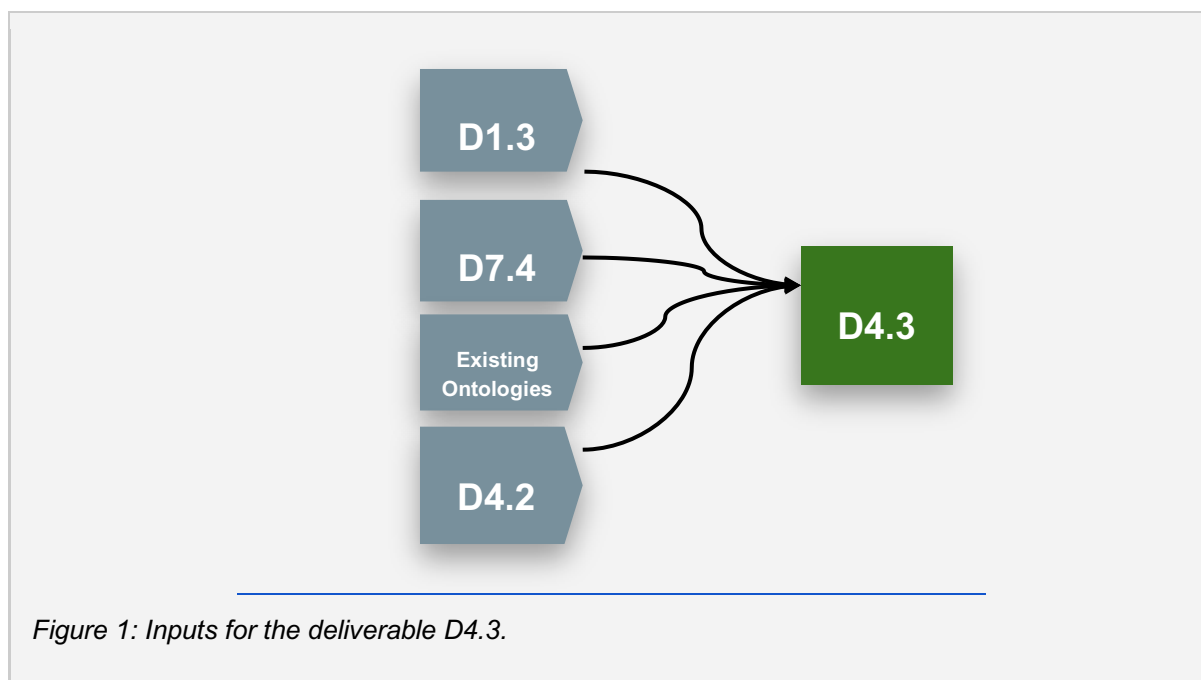 D1.3
D7.4
Existing
Ontologies
D4.2
D4.3
Figure 1: Inputs for the deliverable D4.3.